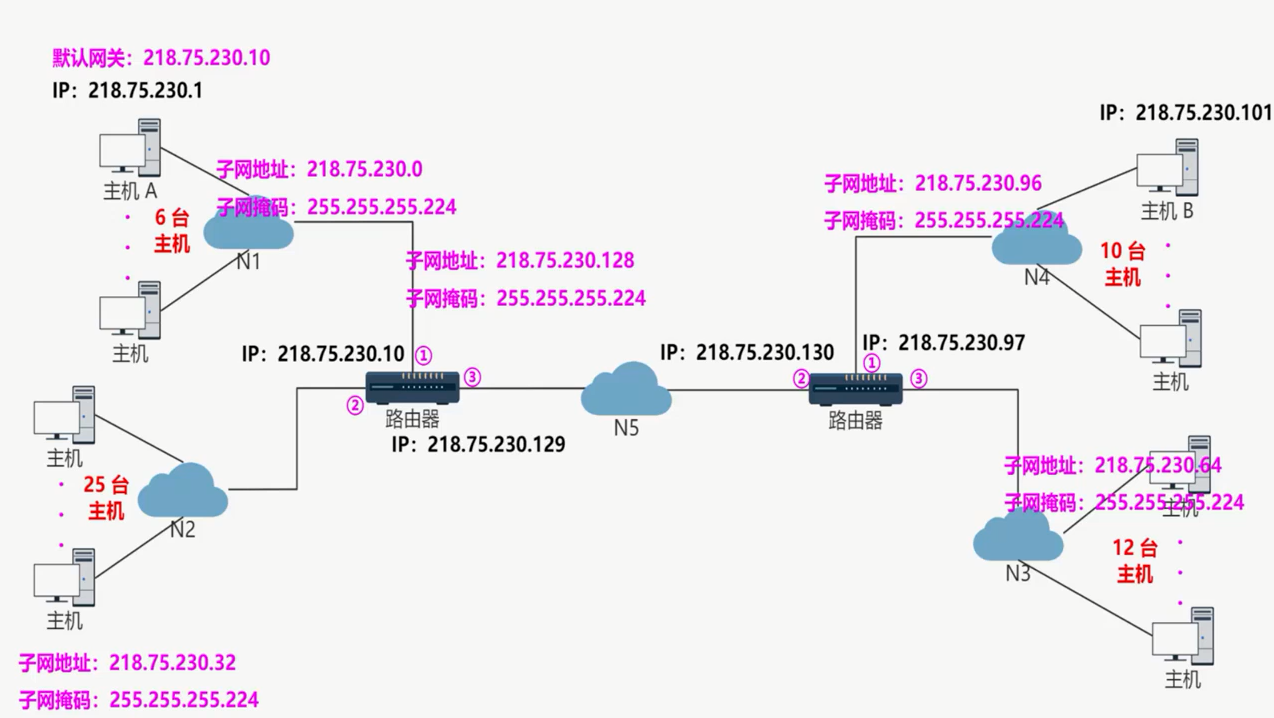 默认网关：218.75.230.10
IP：218.75.230.1
主机 A
6 台
主机
主机
子网地址：218.75.230.0
子网掩码：255.255.255.224
N1
子网地址：218.75.230.128
子网掩码：255.255.255.224
IP：218.75.230.10
①
②
③
路由器
IP：218.75.230.129
主机
25 台
主机
主机
N2
子网地址：218.75.230.32
子网掩码：255.255.255.224
N5
IP：218.75.230.130
IP：218.75.230.97
①
②
③
路由器
IP：218.75.230.101
子网地址：218.75.230.96
子网掩码：255.255.255.224
主机 B
N4
10 台
主机
主机
子网地址：218.75.230.64
子网掩码：255.255.255.224
主机
N3
12 台
主机
主机